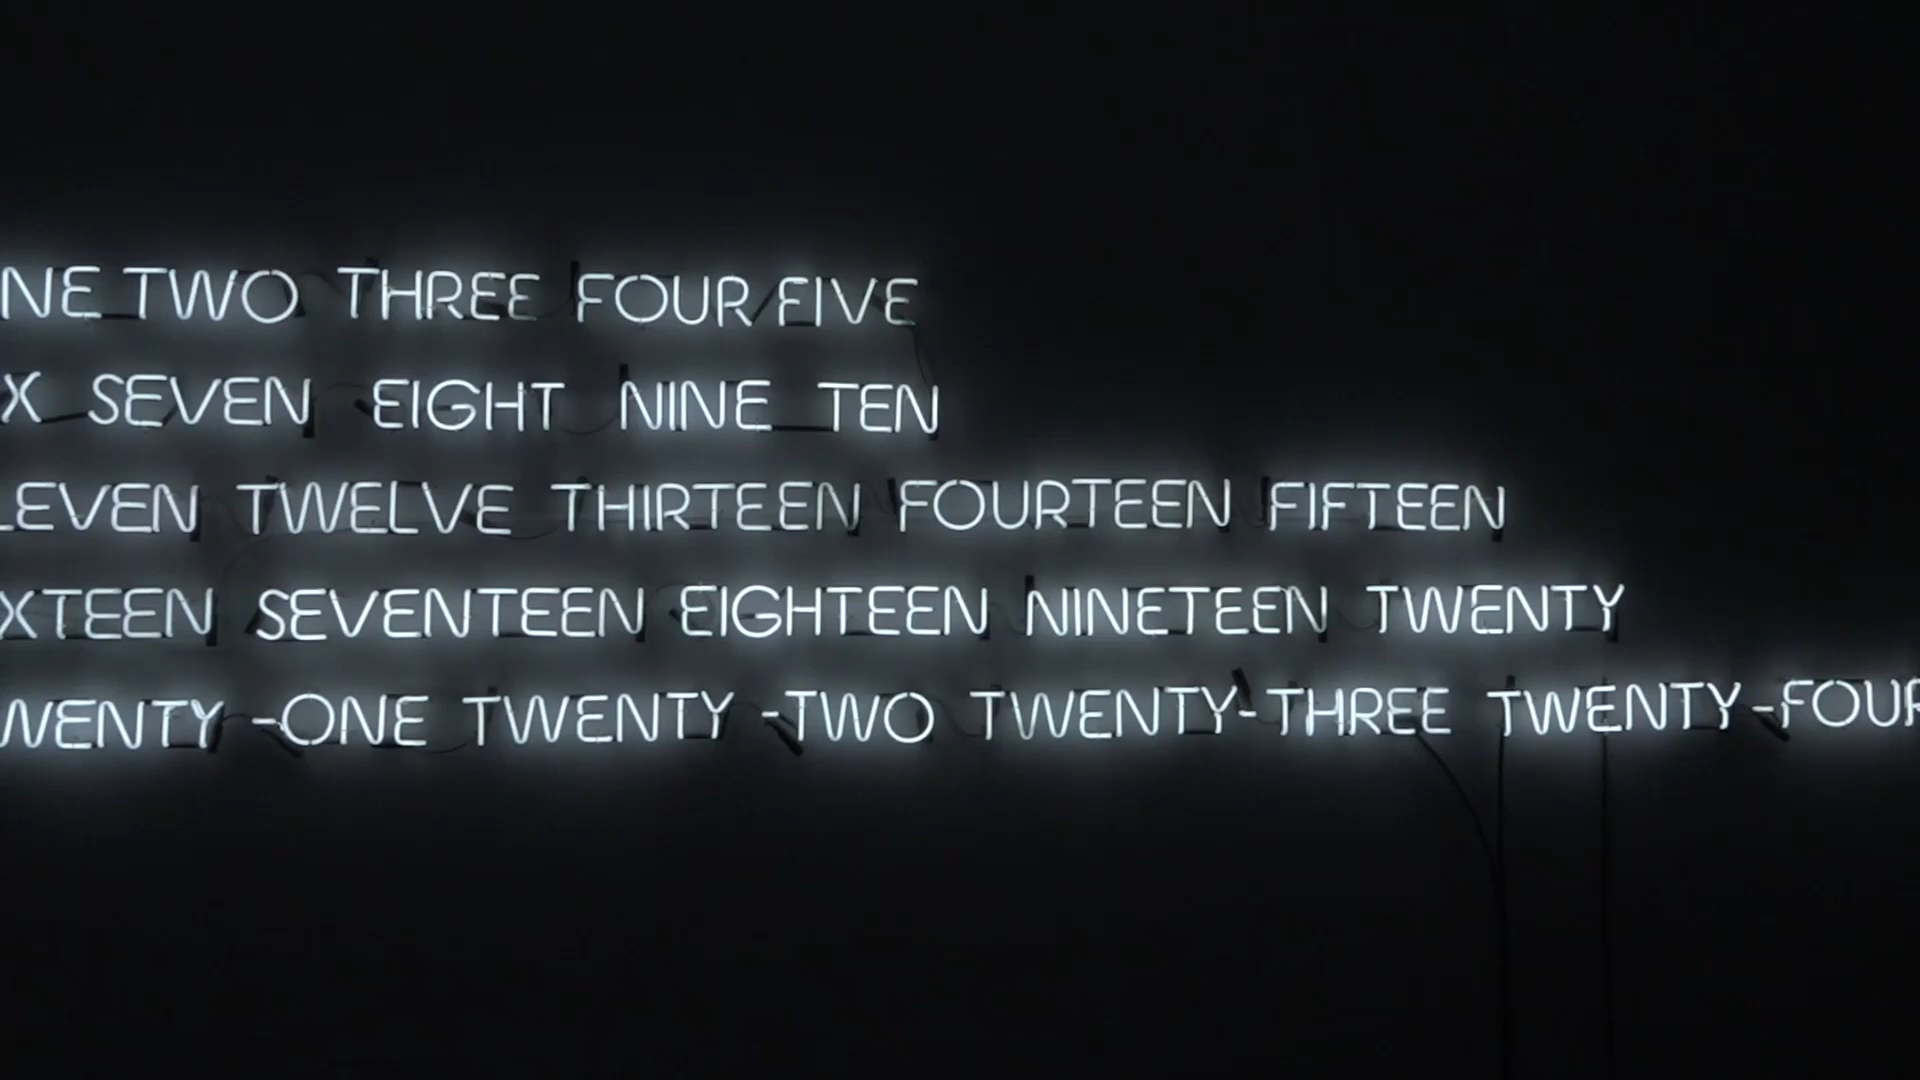 NE TWO THREE FOUR FIVE
X SEVEN EIGHT NINE TEN
LEVEN TWELVE THIRTEEN FOURTEEN FIFTEEN
XTEEN SEVENTEEN EIGHTEEN NINETEEN TWENTY
WENTY-ONE TWENTY-TWO TWENTY-THREE TWENTY-FOUR